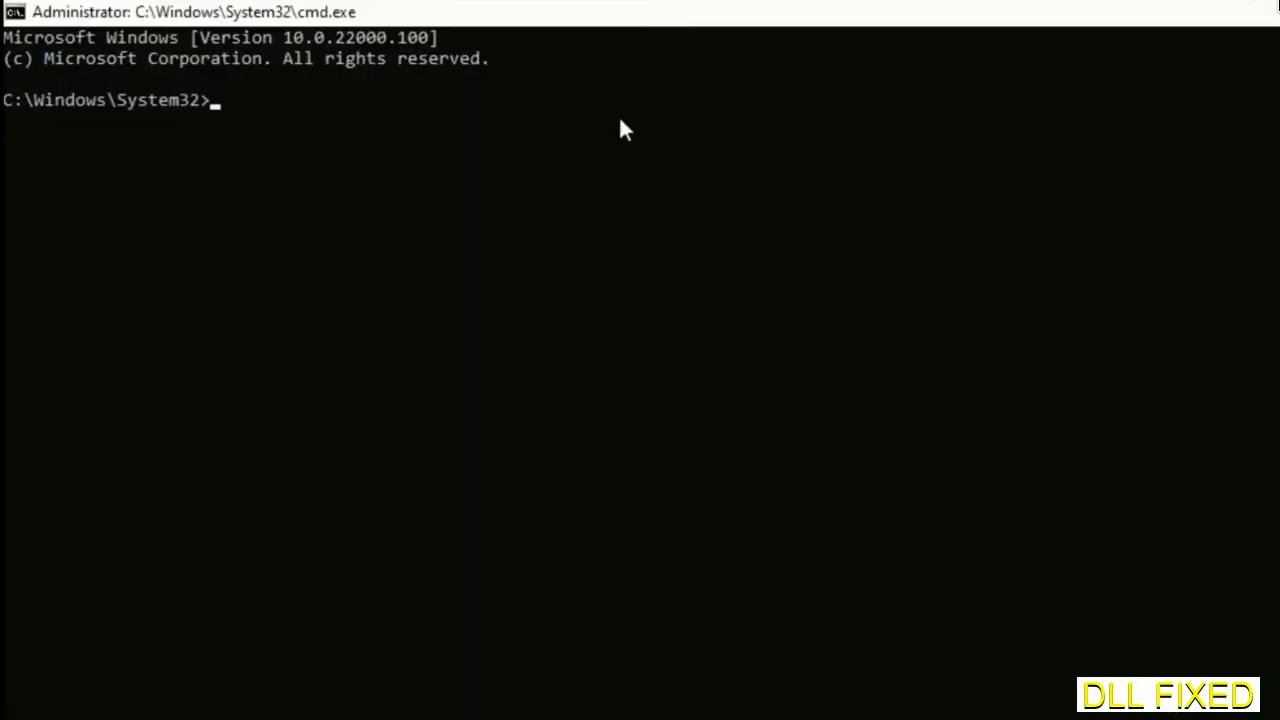 Administrator: C:\Windows\System32\cmd.exe
Microsoft Windows [Version 10.0.22000.100]
(c) Microsoft Corporation. All rights reserved.
C:\Windows\System32>
DLL FIXED